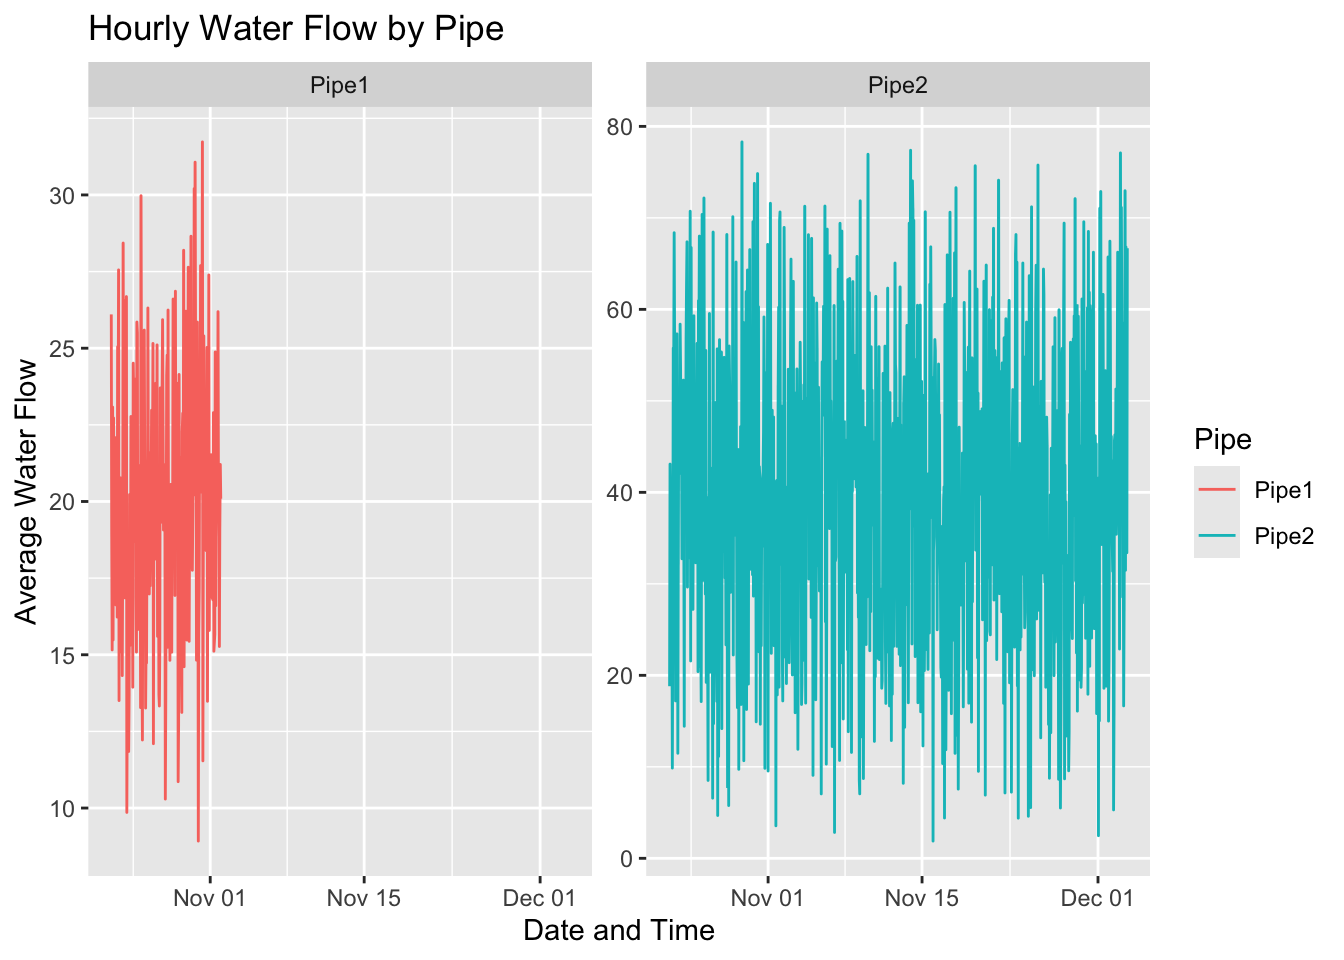 Hourly Water Flow by Pipe
Pipe1
Pipe2
Average Water Flow
30
25
20
15
10
80
60
40
20
0
Nov 01
Nov 15
Dec 01
Nov 01
Nov 15
Dec 01
Date and Time
Pipe
Pipe1
Pipe2